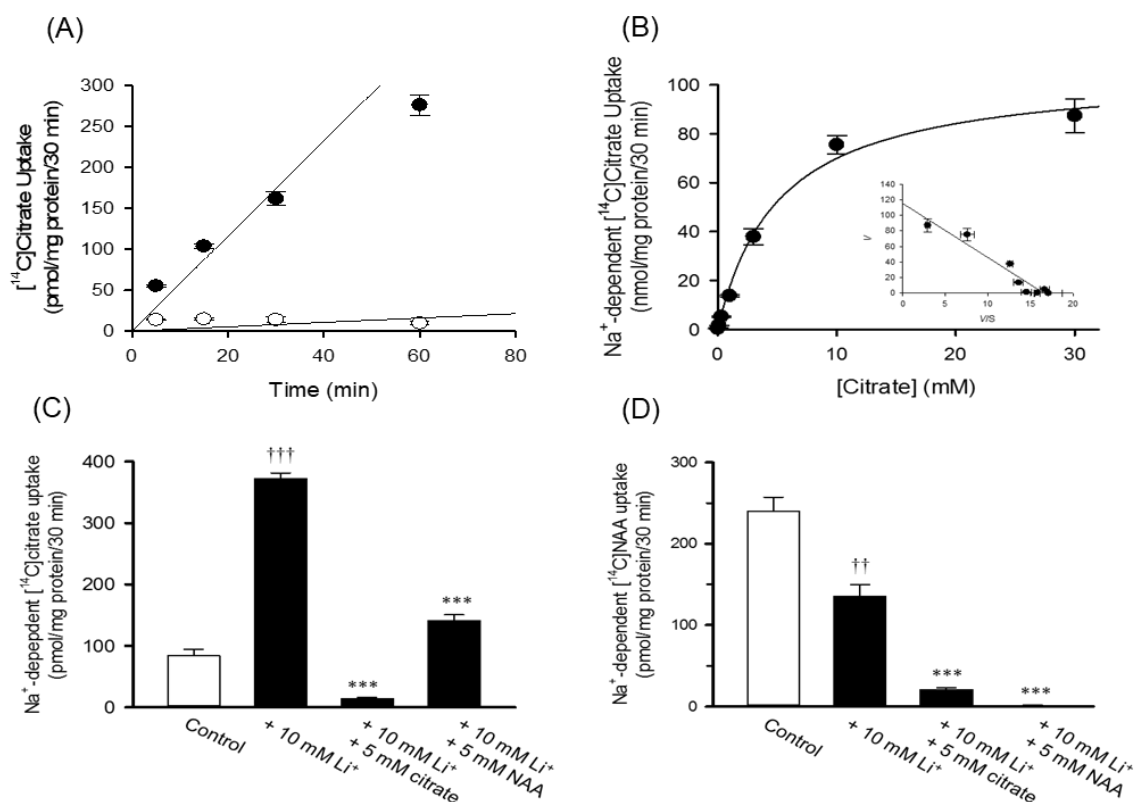 (A)
[¹⁴C]Citrate Uptake
(pmol/mg protein/30 min)
300
250
200
150
100
50
0
0 20 40 60 80
Time (min)
(B)
Na⁺-dependent [¹⁴C]Citrate Uptake
(nmol/mg protein/30 min)
100
80
60
40
20
0
0 10 20 30
[Citrate] (mM)
V
140
120
100
80
60
40
20
0
0 5 10 15 20
V/S
(C)
Na⁺-depepdent [¹⁴C]citrate uptake
(pmol/mg protein/30 min)
400
300
200
100
0
†††
***
***
Control
+ 10 mM Li⁺
+ 10 mM Li⁺
+ 5 mM citrate
+ 10 mM Li⁺
+ 5 mM NAA
(D)
Na⁺-dependent [¹⁴C]NAA uptake
(pmol/mg protein/30 min)
300
250
200
150
100
50
0
††
***
***
Control
+ 10 mM Li⁺
+ 10 mM Li⁺
+ 5 mM citrate
+ 10 mM Li⁺
+ 5 mM NAA